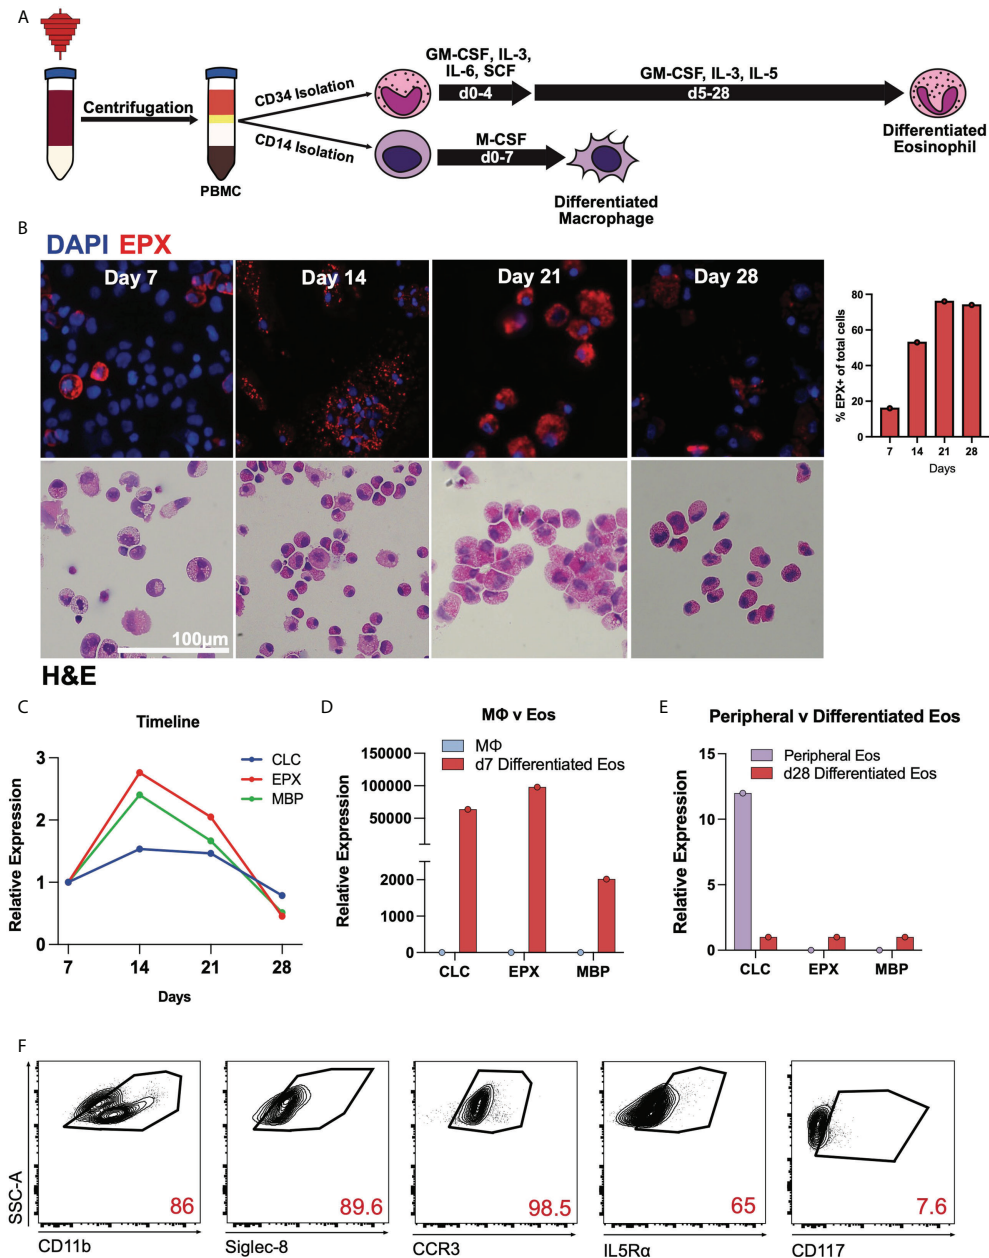 A
Centrifugation
PBMC
CD34 Isolation
CD14 Isolation
GM-CSF, IL-3,
IL-6, SCF
d0-4
GM-CSF, IL-3, IL-5
d5-28
Differentiated
Eosinophil
M-CSF
d0-7
Differentiated
Macrophage
B
DAPI EPX
Day 7
Day 14
Day 21
Day 28
% EPX+ of total cells
80
60
40
20
0
7 14 21 28
Days
100μm
H&E
C
Timeline
Relative Expression
3
2
1
0
7 14 21 28
Days
CLC
EPX
MBP
D
MΦ v Eos
MΦ
d7 Differentiated Eos
Relative Expression
150000
100000
50000
2000
1000
0
CLC EPX MBP
E
Peripheral v Differentiated Eos
Peripheral Eos
d28 Differentiated Eos
Relative Expression
15
10
5
0
CLC EPX MBP
F
SSC-A
86
CD11b
89.6
Siglec-8
98.5
CCR3
65
IL5Rα
7.6
CD117